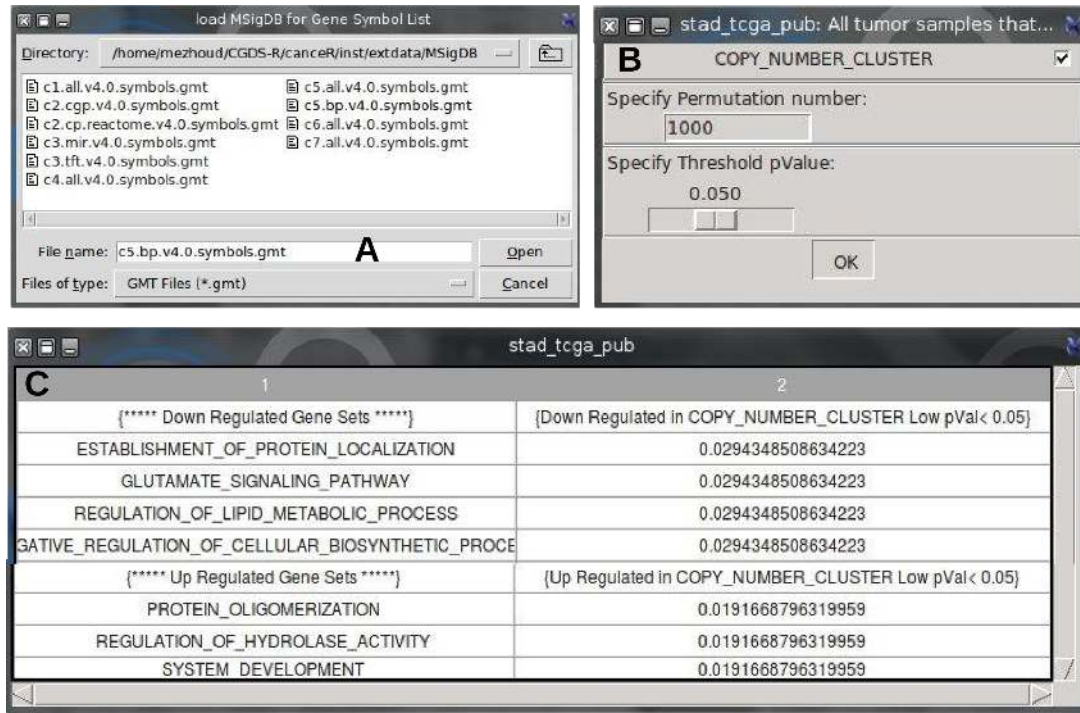 load MSigDB for Gene Symbol List
Directory: /home/mezhoud/CGDS-R/canceR/inst/extdata/MSigDB
c1.all.v4.0.symbols.gmt
c2.cgp.v4.0.symbols.gmt
c2.cp.reactome.v4.0.symbols.gmt
c3.mir.v4.0.symbols.gmt
c3.tft.v4.0.symbols.gmt
c4.all.v4.0.symbols.gmt
c5.all.v4.0.symbols.gmt
c5.bp.v4.0.symbols.gmt
c6.all.v4.0.symbols.gmt
c7.all.v4.0.symbols.gmt
File name: c5.bp.v4.0.symbols.gmt A Open
Files of type: GMT Files (*.gmt) Cancel
stad_tcga_pub: All tumor samples that...
B COPY_NUMBER_CLUSTER
Specify Permutation number:
1000
Specify Threshold pValue:
0.050
OK
stad_tcga_pub
C 1 2
{***** Down Regulated Gene Sets *****} {Down Regulated in COPY_NUMBER_CLUSTER Low pVal< 0.05}
ESTABLISHMENT_OF_PROTEIN_LOCALIZATION 0.0294348508634223
GLUTAMATE_SIGNALING_PATHWAY 0.0294348508634223
REGULATION_OF_LIPID_METABOLIC_PROCESS 0.0294348508634223
GATIVE_REGULATION_OF_CELLULAR_BIOSYNTHETIC_PROCE 0.0294348508634223
{***** Up Regulated Gene Sets *****} {Up Regulated in COPY_NUMBER_CLUSTER Low pVal< 0.05}
PROTEIN_OLIGOMERIZATION 0.0191668796319959
REGULATION_OF_HYDROLASE_ACTIVITY 0.0191668796319959
SYSTEM_DEVELOPMENT 0.0191668796319959